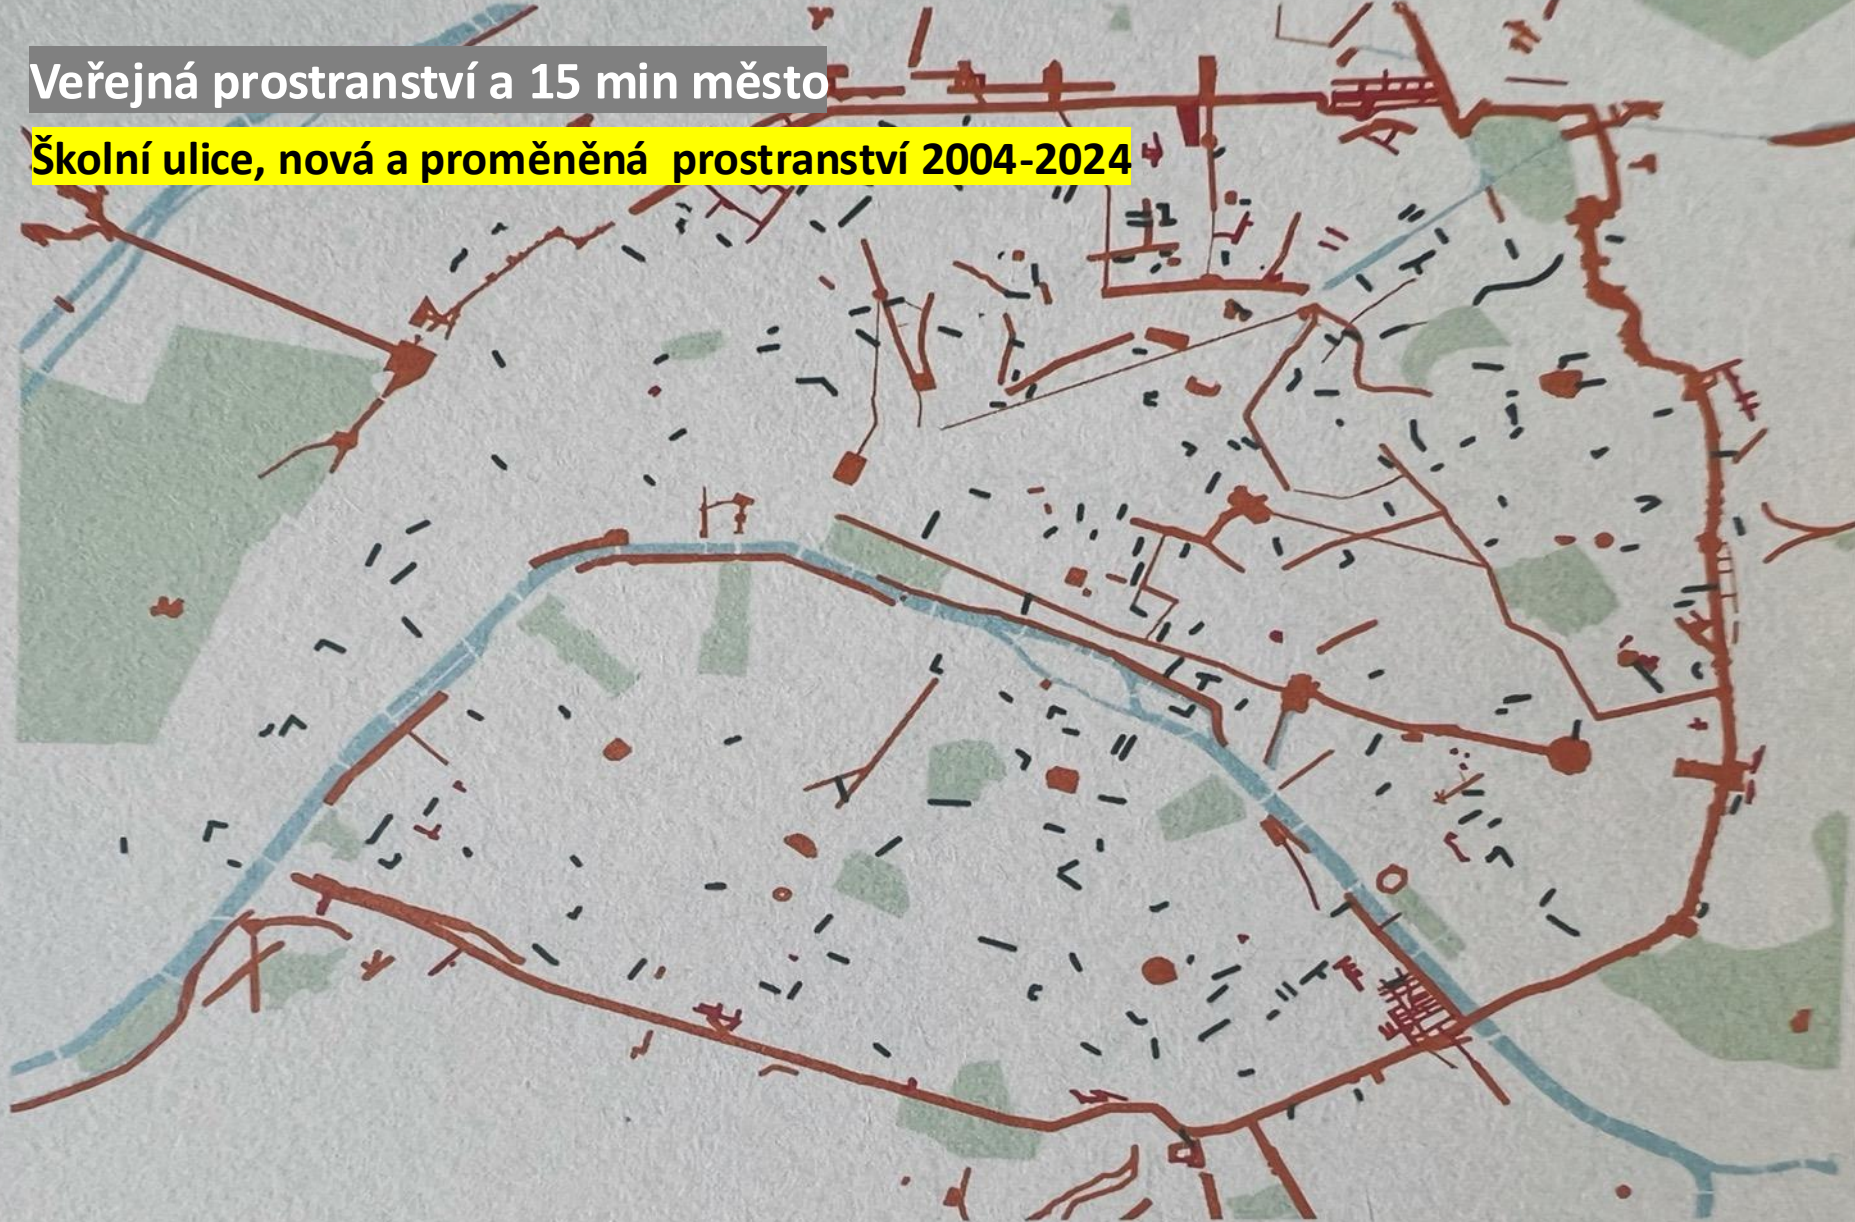 Veřejná prostranství a 15 min město
Školní ulice, nová a proměněná prostranství 2004-2024